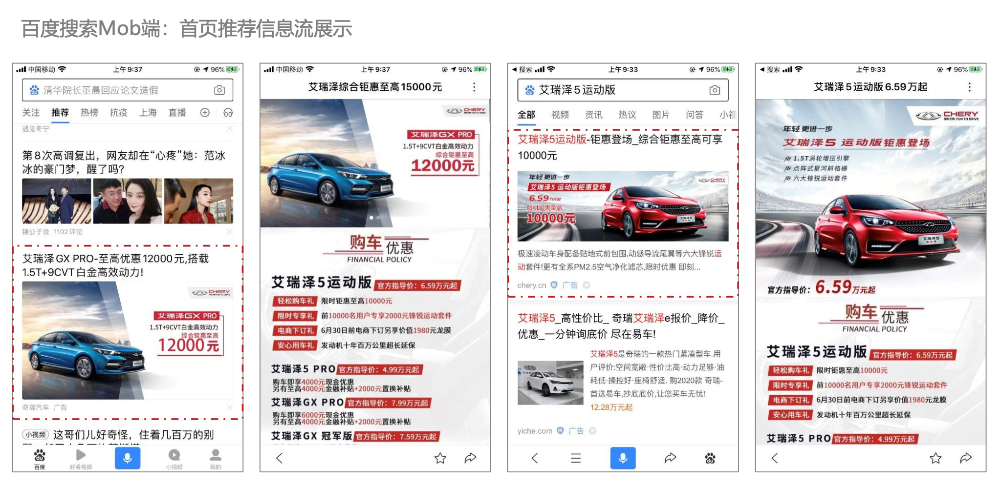 百度搜索Mob端：首页推荐信息流展示
中国移动
上午9:37
96%
清华院长董晨回应论文造假
关注 推荐 热榜 抗疫 上海 直播
遇见冬宁
第8次高调复出，网友却在“心疼”她：范冰
冰的豪门梦，醒了吗？
锦公子说 1102评论
艾瑞泽GX PRO-至高优惠12000元,搭载
1.5T+9CVT白金高效动力!
CHERY
FUN TO DRIVE
艾瑞泽GX PRO
1.5T+9CVT白金高效动力
综合钜惠至高
12000元
奇瑞汽车 广告
小视频 这哥们儿好奇怪，住着几百万的别
百度 好看视频 小视频 我的
中国移动
上午9:37
96%
艾瑞泽综合钜惠至高15000元
CHERY
FUN TO DRIVE
艾瑞泽GX PRO
1.5T+9CVT白金高效动力
综合钜惠至高
12000元
购车优惠
FINANCIAL POLICY
艾瑞泽5运动版 官方指导价：6.59万元起
轻松购车礼 限时钜惠至高10000元
限时专享礼 前10000名用户专享2000元锋锐运动套件
电商下订礼 6月30日前电商下订另享价值1980元龙膜
安心用车礼 发动机十年百万公里超长延保
艾瑞泽5 PRO 官方指导价：4.99万元起
购车即享4000元现金优惠
另有至高4000元金融补贴+2000元置换补贴
艾瑞泽GX PRO 官方指导价：7.99万元起
购车即享6000元现金优惠
另有至高4000元金融补贴+2000元置换补贴
艾瑞泽GX 冠军版 官方指导价：7.59万元起
搜索
上午9:33
96%
艾瑞泽5运动版
全部 视频 资讯 热议 图片 问答 小视
艾瑞泽5运动版-钜惠登场_综合钜惠至高可享
10000元
年轻 更进一步
艾瑞泽5 运动版钜惠登场
6.59万元起
限时钜惠至高
10000元
CHERY
艾瑞泽5
极速凌动车身配备贴地式前包围,动感导流尾翼等六大锋锐运
动套件!更有全系PM2.5空气净化滤芯,限时优惠 即刻...
chery.cn 保 广告
艾瑞泽5_高性价比_ 奇瑞艾瑞泽e报价_降价_
优惠_一分钟询底价 尽在易车!
艾瑞泽5是奇瑞的一款热门紧凑型车.用
户评价:空间宽敞·性价比高·动力足够·油
耗低·操控好·座椅舒适. 购2020款 奇瑞-
首选易车,抄底底价,让您买车无忧!
12.28万元起
yiche.com 保 广告
搜索
上午9:33
96%
艾瑞泽5运动版6.59万起
CHERY
FUN TO DRIVE
年轻 更进一步
艾瑞泽5 运动版钜惠登场
1.5T涡轮增压引擎
点阵式星河前格栅
六大锋锐运动套件
艾瑞泽5
官方指导价：6.59万元起
购车优惠
FINANCIAL POLICY
艾瑞泽5运动版 官方指导价：6.59万元起
轻松购车礼 限时钜惠至高10000元
限时专享礼 前10000名用户专享2000元锋锐运动套件
电商下订礼 6月30日前电商下订另享价值1980元龙膜
安心用车礼 发动机十年百万公里超长延保
艾瑞泽5 PRO 官方指导价：4.99万元起